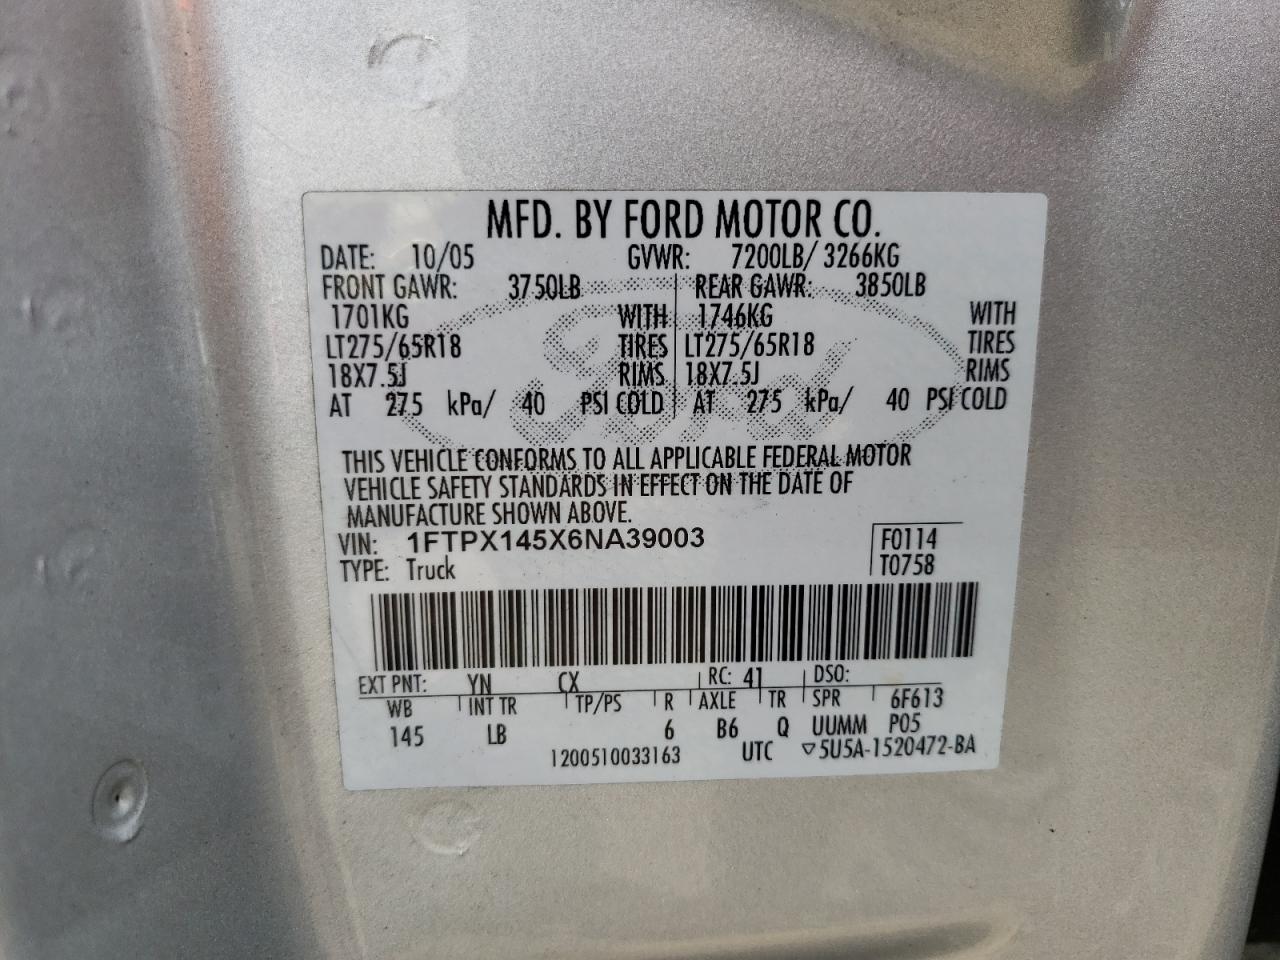 MFD. BY FORD MOTOR CO.
DATE: 10/05 GVWR: 7200LB/ 3266KG
FRONT GAWR: 3750LB REAR GAWR: 3850LB
1701KG WITH 1746KG WITH
LT275/65R18 TIRES LT275/65R18 TIRES
18X7.5J RIMS 18X7.5J RIMS
AT 275 kPa/ 40 PSI COLD AT 275 kPa/ 40 PSI COLD
Ford
THIS VEHICLE CONFORMS TO ALL APPLICABLE FEDERAL MOTOR
VEHICLE SAFETY STANDARDS IN EFFECT ON THE DATE OF
MANUFACTURE SHOWN ABOVE.
VIN: 1FTPX145X6NA39003 F0114
TYPE: Truck T0758
EXT PNT: YN CX RC: 41 DSO:
WB INT TR TP/PS R AXLE TR SPR 6F613
145 LB 6 B6 Q UUMM P05
1200510033163 UTC ▽5U5A-1520472-BA